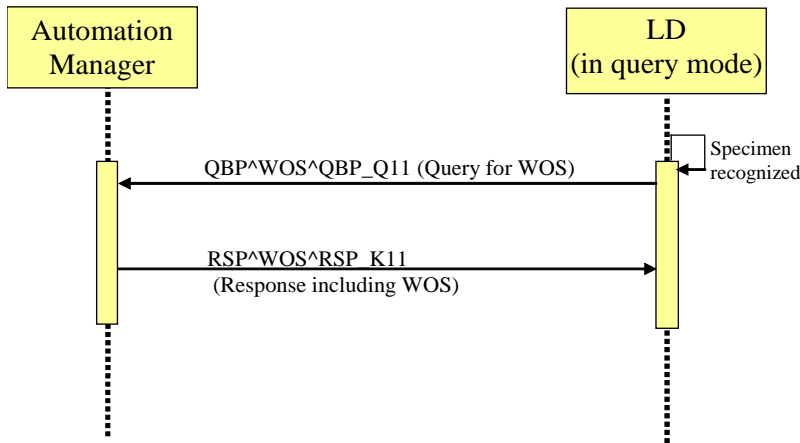 Automation
Manager
LD
(in query mode)
Specimen
recognized
QBP^WOS^QBP_Q11 (Query for WOS)
RSP^WOS^RSP_K11
(Response including WOS)